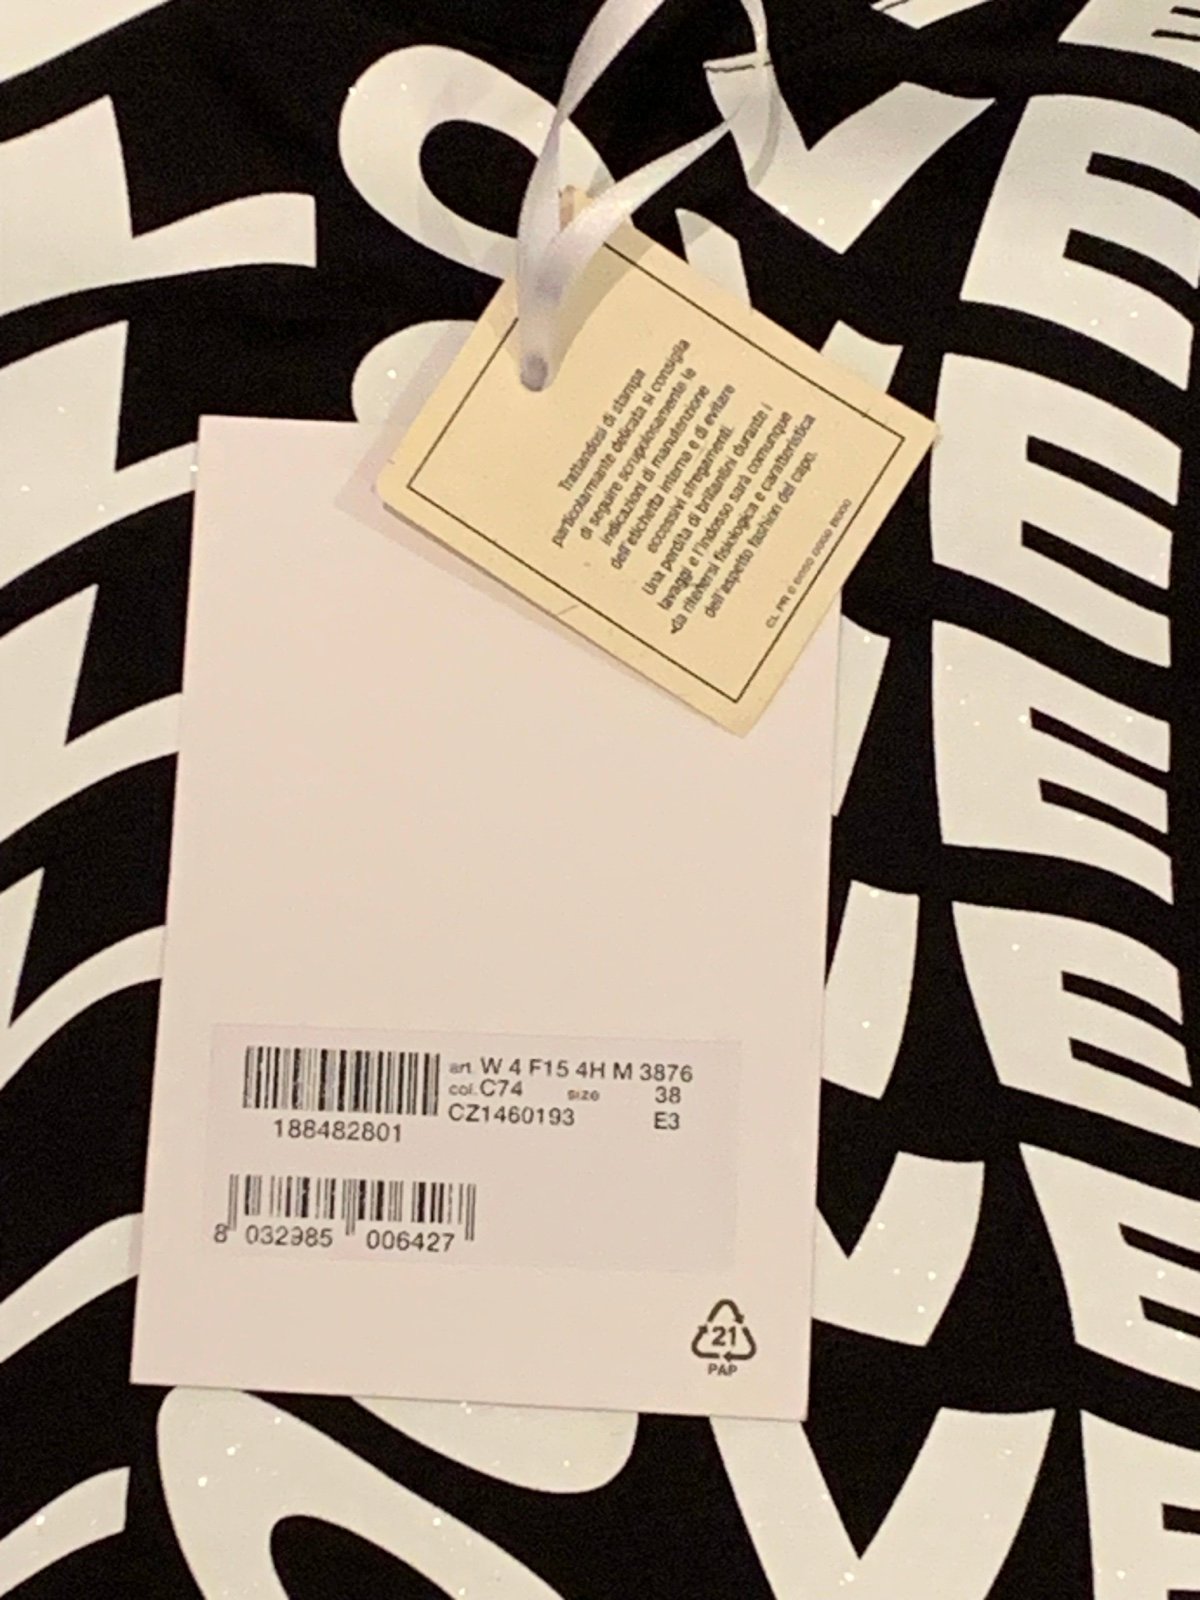 Trattandosi di stampa
particolarmante delicata si consiglia
di seguire scrupolosamente le
indicazioni di manutenzione
dell'etichetta interna e di evitare
eccessivi sfregamenti.
Una perdita di brillantini durante i
lavaggi e l'indosso sarà comunque
da ritenersi fisiologica e caratteristica
dell'aspetto fashion del capo.
art. W 4 F15 4H M 3876
col. C74 size 38
CZ1460193 E3
188482801
8 032985 006427
21
PAP